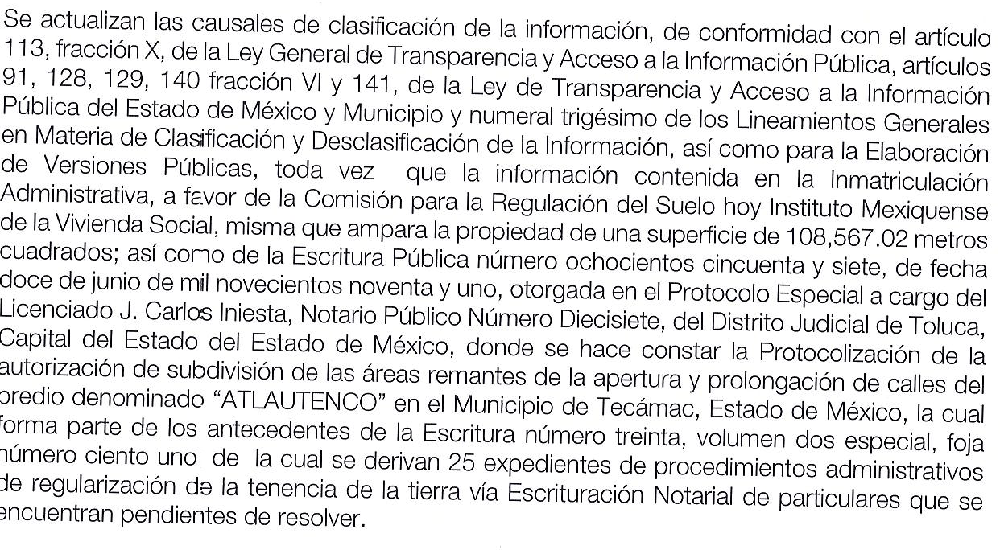 Se actualizan las causales de clasificación de la información, de conformidad con el artículo
113, fracción X, de la Ley General de Transparencia y Acceso a la Información Pública, artículos
91, 128, 129, 140 fracción VI y 141, de la Ley de Transparencia y Acceso a la Información
Pública del Estado de México y Municipio y numeral trigésimo de los Lineamientos Generales
en Materia de Clasificación y Desclasificación de la Información, así como para la Elaboración
de Versiones Públicas, toda vez que la información contenida en la Inmatriculación
Administrativa, a favor de la Comisión para la Regulación del Suelo hoy Instituto Mexiquense
de la Vivienda Social, misma que ampara la propiedad de una superficie de 108,567.02 metros
cuadrados; así como de la Escritura Pública número ochocientos cincuenta y siete, de fecha
doce de junio de mil novecientos noventa y uno, otorgada en el Protocolo Especial a cargo del
Licenciado J. Carlos Iniesta, Notario Público Número Diecisiete, del Distrito Judicial de Toluca,
Capital del Estado del Estado de México, donde se hace constar la Protocolización de la
autorización de subdivisión de las áreas remantes de la apertura y prolongación de calles del
predio denominado “ATLAUTENCO” en el Municipio de Tecámac, Estado de México, la cual
forma parte de los antecedentes de la Escritura número treinta, volumen dos especial, foja
número ciento uno de la cual se derivan 25 expedientes de procedimientos administrativos
de regularización de la tenencia de la tierra vía Escrituración Notarial de particulares que se
encuentran pendientes de resolver.